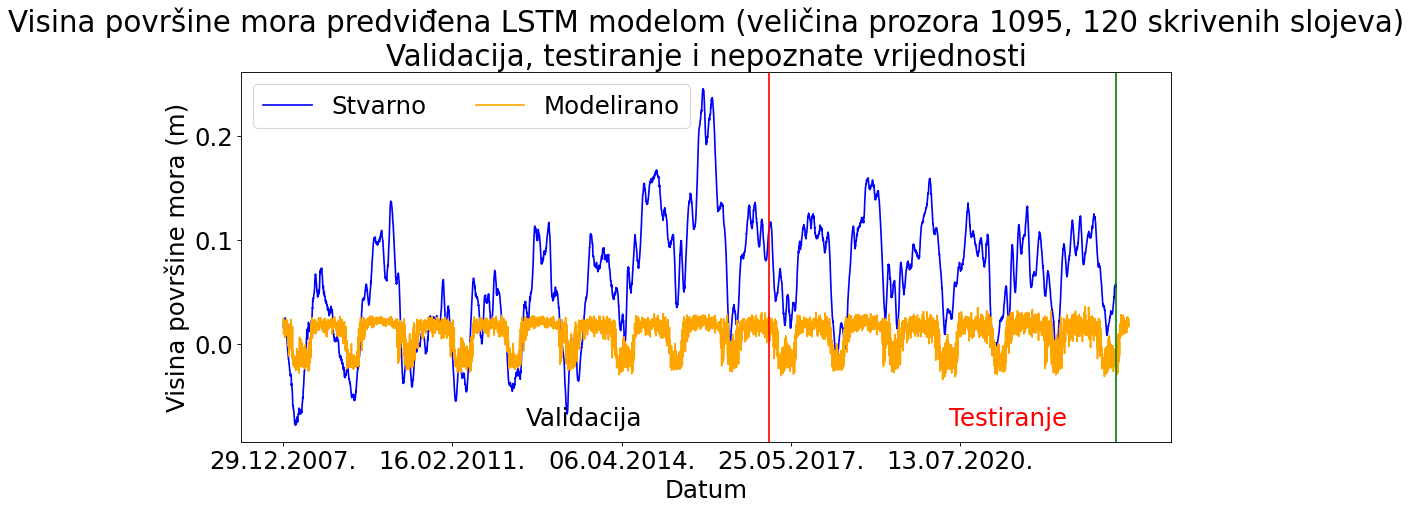 Visina površine mora predviđena LSTM modelom (veličina prozora 1095, 120 skrivenih slojeva)
Validacija, testiranje i nepoznate vrijednosti
Stvarno Modelirano
Visina površine mora (m)
0.2
0.1
0.0
Validacija Testiranje
29.12.2007. 16.02.2011. 06.04.2014. 25.05.2017. 13.07.2020.
Datum